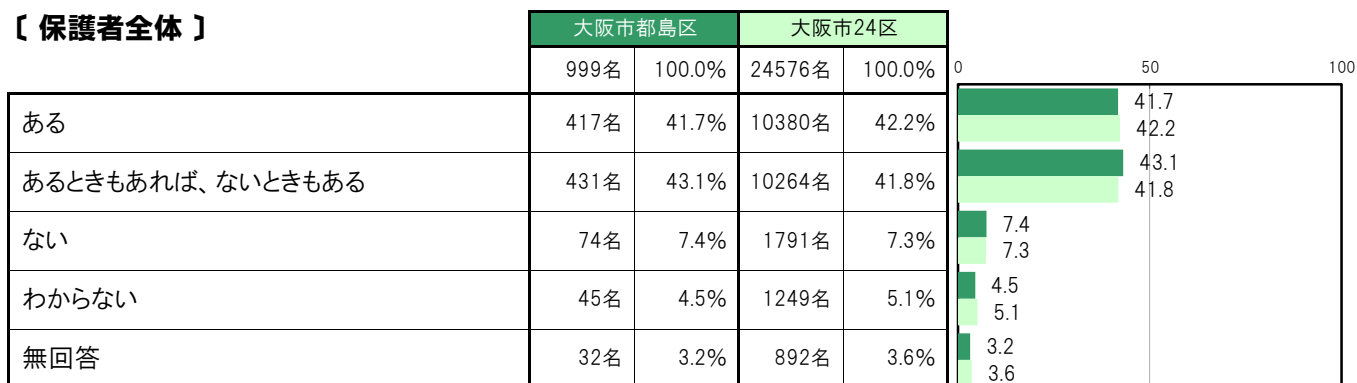 〔 保護者全体 〕
大阪市都島区 大阪市24区
999名 100.0% 24576名 100.0% 0 50 100
ある 417名 41.7% 10380名 42.2% 41.7
42.2
あるときもあれば、ないときもある 431名 43.1% 10264名 41.8% 43.1
41.8
ない 74名 7.4% 1791名 7.3% 7.4
7.3
わからない 45名 4.5% 1249名 5.1% 4.5
5.1
無回答 32名 3.2% 892名 3.6% 3.2
3.6